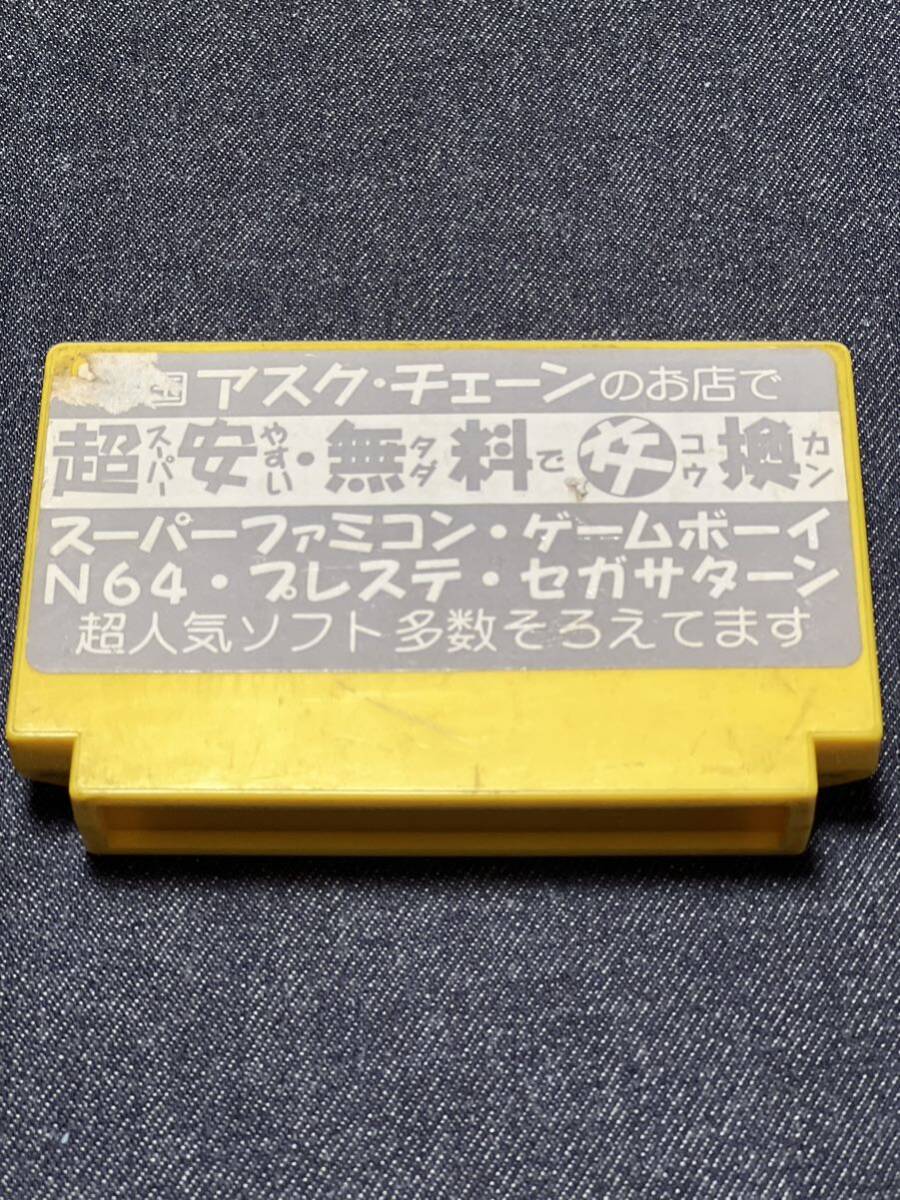 国 アスク・チェーンのお店で
超スーパー安やすい・無タダ料で交コウ換カン
スーパーファミコン・ゲームボーイ
N64・プレステ・セガサターン
超人気ソフト多数そろえてます